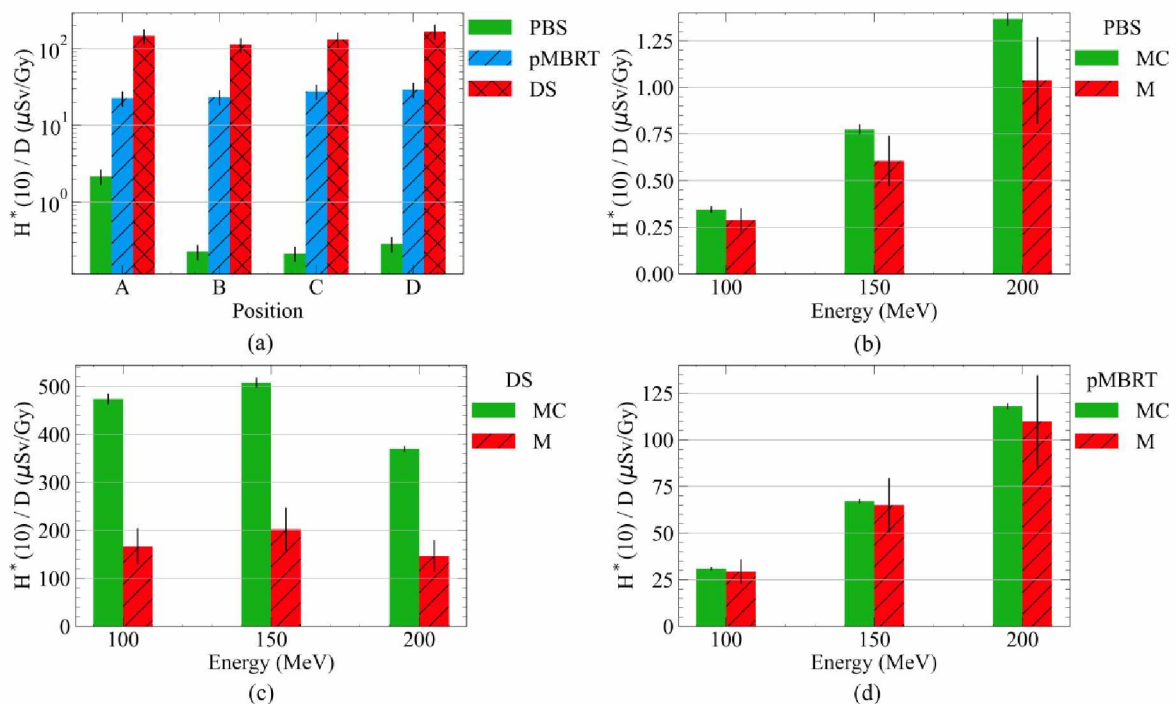 H*(10) / D (μSv/Gy)
10²
10¹
10⁰
A B C D
Position
(a)
PBS
pMBRT
DS
H*(10) / D (μSv/Gy)
1.25
1.00
0.75
0.50
0.25
0.00
100 150 200
Energy (MeV)
(b)
PBS
MC
M
H*(10) / D (μSv/Gy)
500
400
300
200
100
0
100 150 200
Energy (MeV)
(c)
DS
MC
M
H*(10) / D (μSv/Gy)
125
100
75
50
25
0
100 150 200
Energy (MeV)
(d)
pMBRT
MC
M